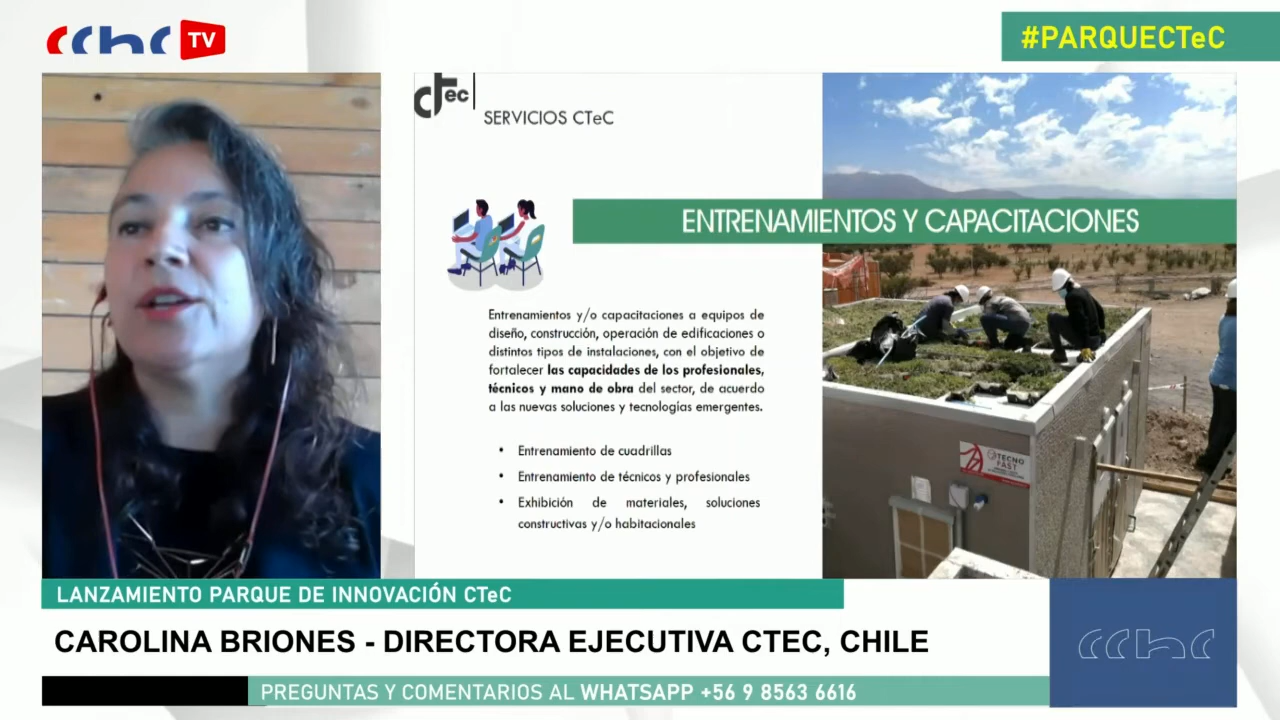 cchc TV
#PARQUECTeC
CTec
SERVICIOS CTeC
ENTRENAMIENTOS Y CAPACITACIONES
Entrenamientos y/o capacitaciones a equipos de
diseño, construcción, operación de edificaciones o
distintos tipos de instalaciones, con el objetivo de
fortalecer las capacidades de los profesionales,
técnicos y mano de obra del sector, de acuerdo
a las nuevas soluciones y tecnologías emergentes.
• Entrenamiento de cuadrillas
• Entrenamiento de técnicos y profesionales
• Exhibición de materiales, soluciones
constructivas y/o habitacionales
TECNO
FAST
LANZAMIENTO PARQUE DE INNOVACIÓN CTeC
CAROLINA BRIONES - DIRECTORA EJECUTIVA CTEC, CHILE
cchc
PREGUNTAS Y COMENTARIOS AL WHATSAPP +56 9 8563 6616